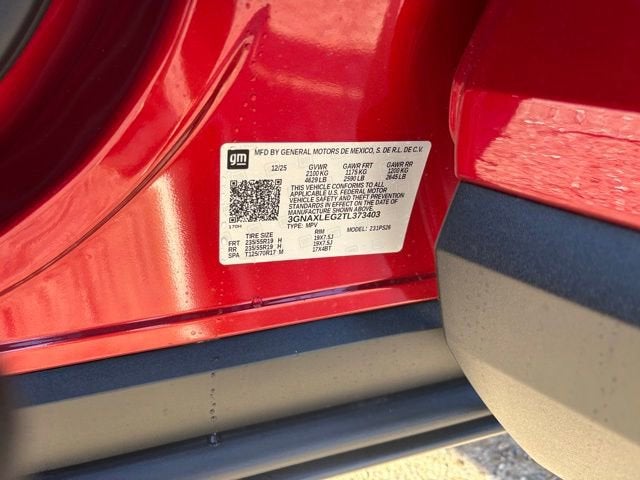 gm MFD BY GENERAL MOTORS DE MEXICO, S. DE R.L. DE C.V.
12/25 GVWR GAWR FRT GAWR RR
2100 KG 1175 KG 1200 KG
4629 LB 2590 LB 2645 LB
THIS VEHICLE CONFORMS TO ALL
APPLICABLE U.S. FEDERAL MOTOR
VEHICLE SAFETY AND THEFT PREVENTION
STANDARDS IN EFFECT ON THE DATE OF
MANUFACTURE SHOWN ABOVE.
3GNAXLEG2TL373403
170H TYPE: MPV MODEL: 231PS26
TIRE SIZE RIM
FRT 235/55R19 H 19X7.5J
RR 235/55R19 H 19X7.5J
SPA T125/70R17 M 17X4BT